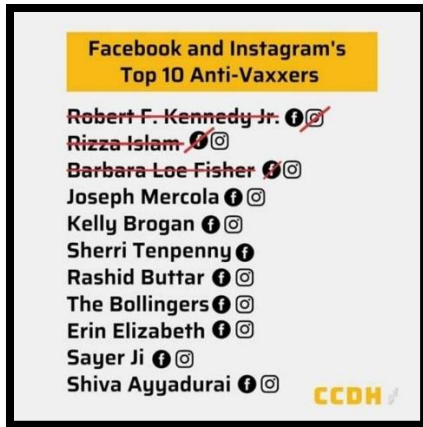 Facebook and Instagram's
Top 10 Anti-Vaxxers
Robert F. Kennedy Jr.
Rizza Islam
Barbara Loe Fisher
Joseph Mercola
Kelly Brogan
Sherri Tenpenny
Rashid Buttar
The Bollingers
Erin Elizabeth
Sayer Ji
Shiva Ayyadurai
CCDH